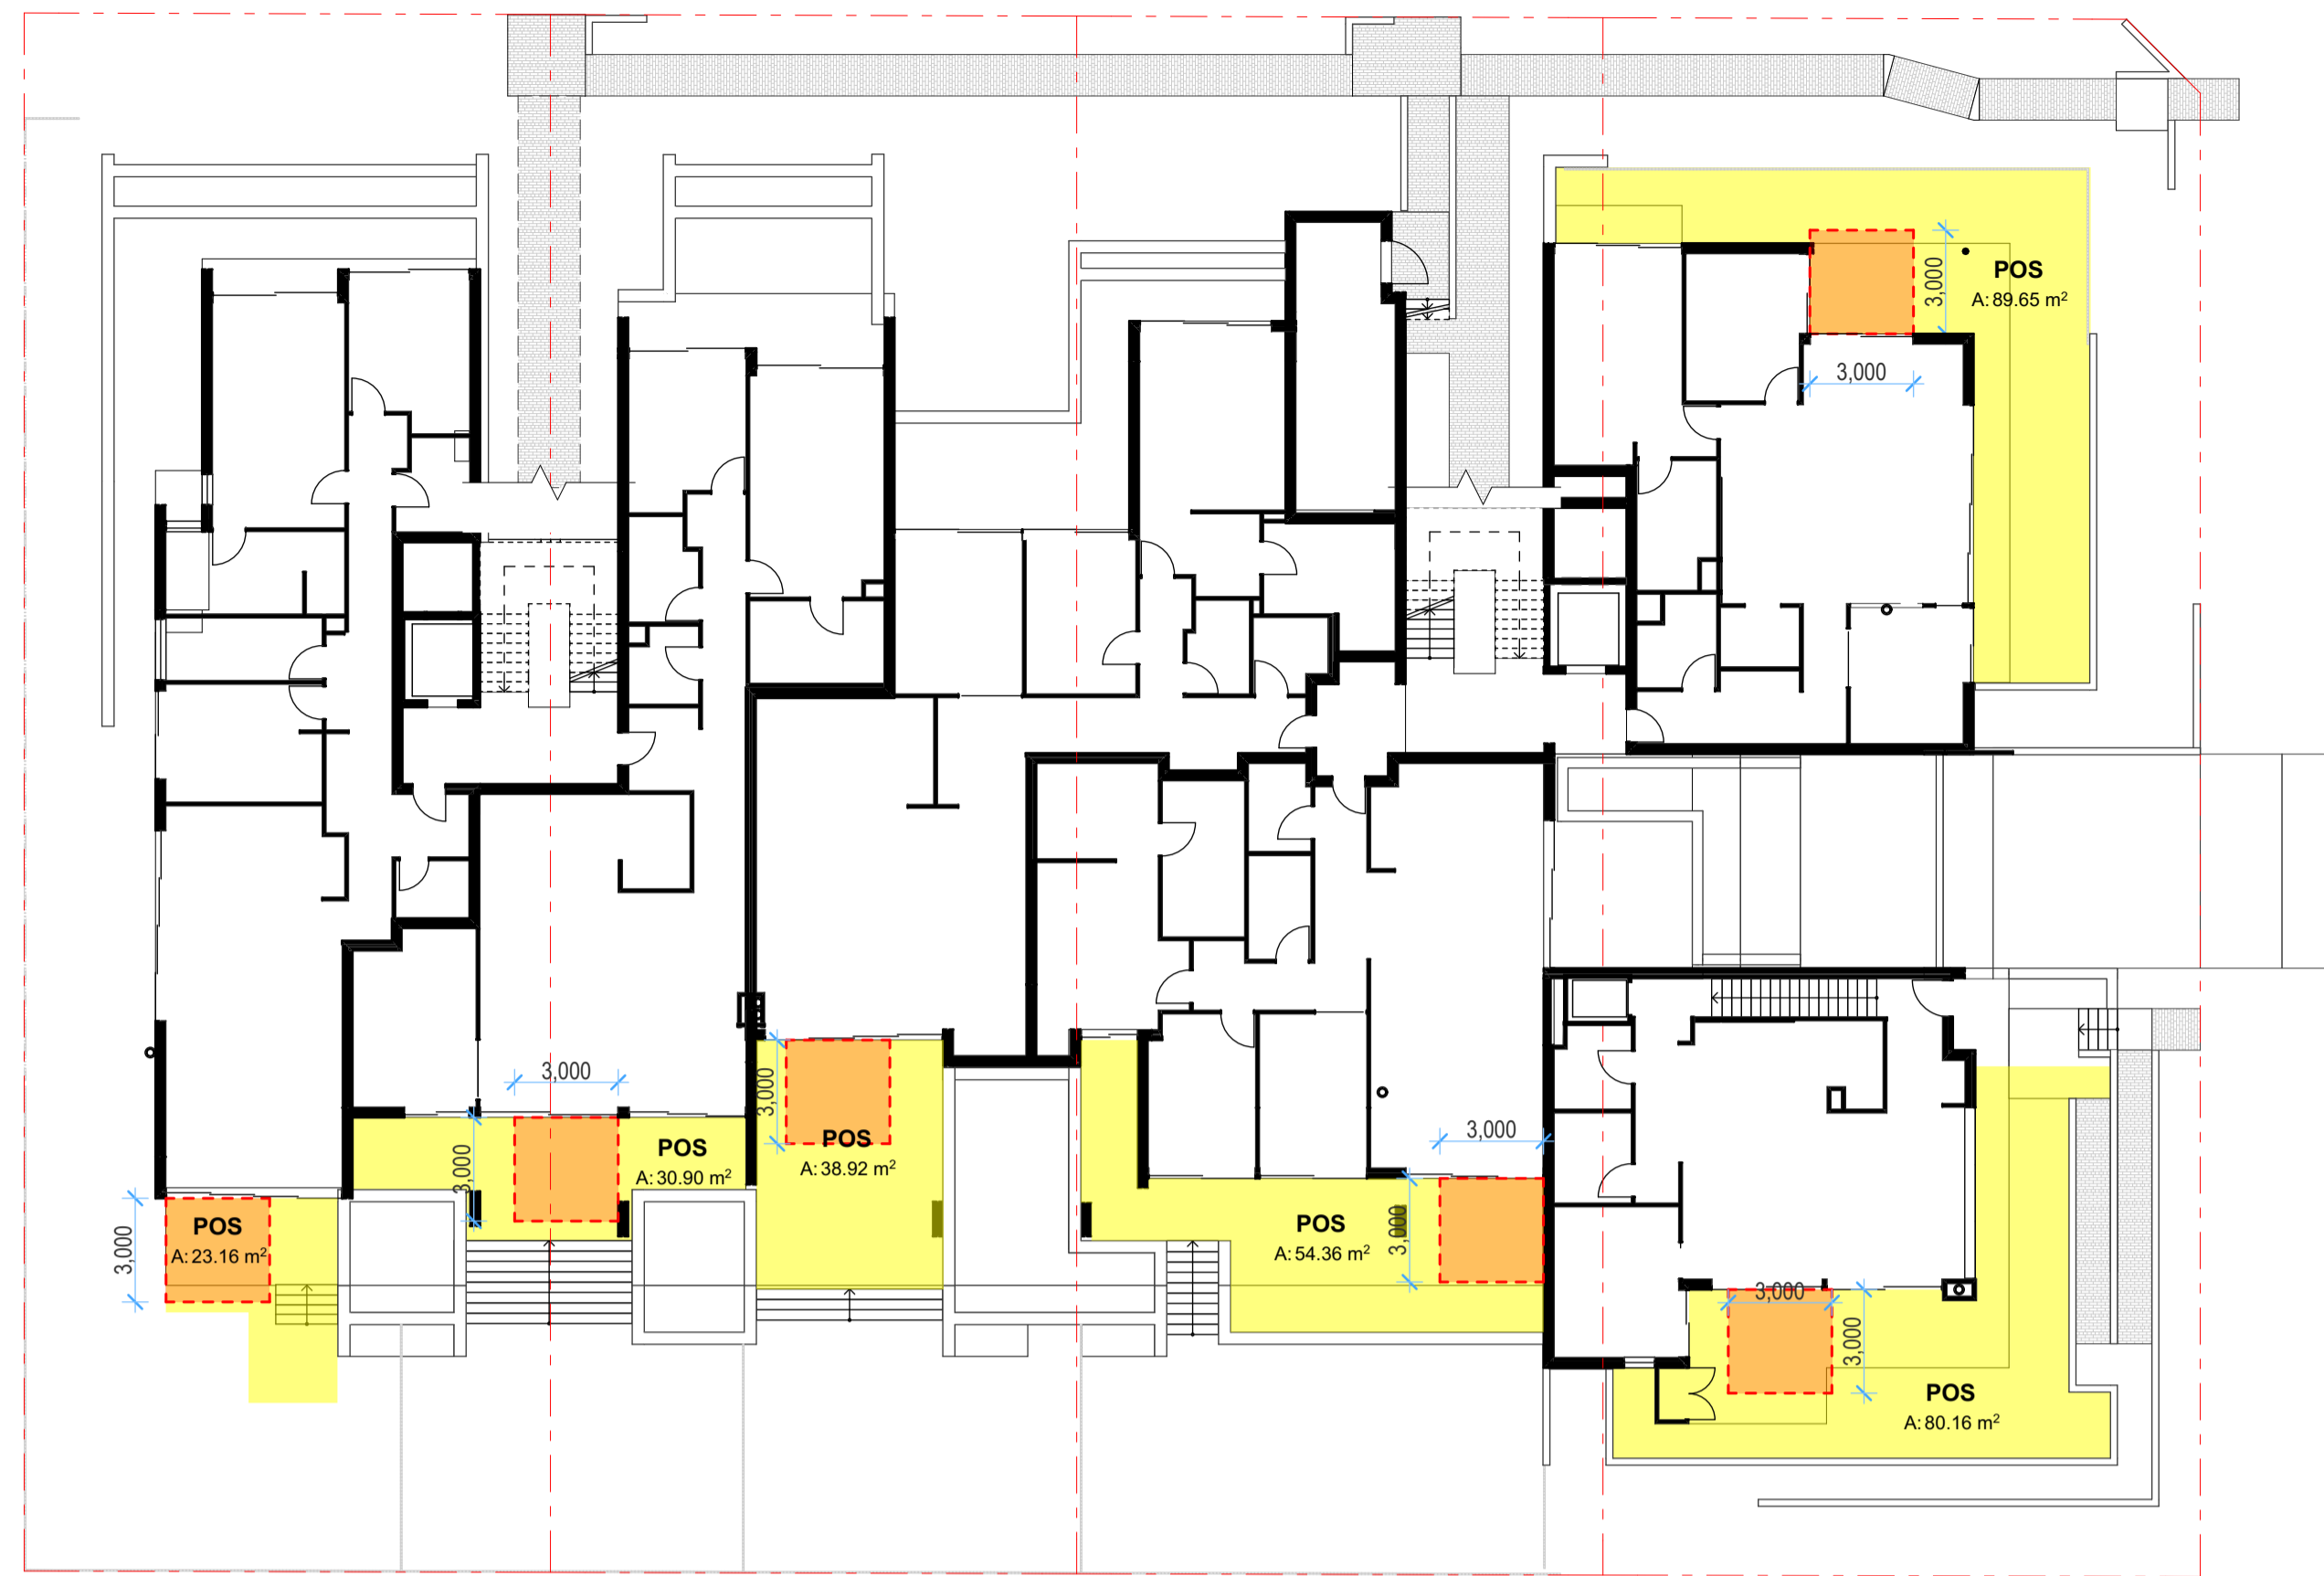 POS
A: 89.65 m²
3,000
3,000
3,000
3,000
POS
A: 30.90 m²
3,000
POS
A: 38.92 m²
3,000
3,000
POS
A: 54.36 m²
POS
A: 23.16 m²
3,000
3,000
3,000
POS
A: 80.16 m²